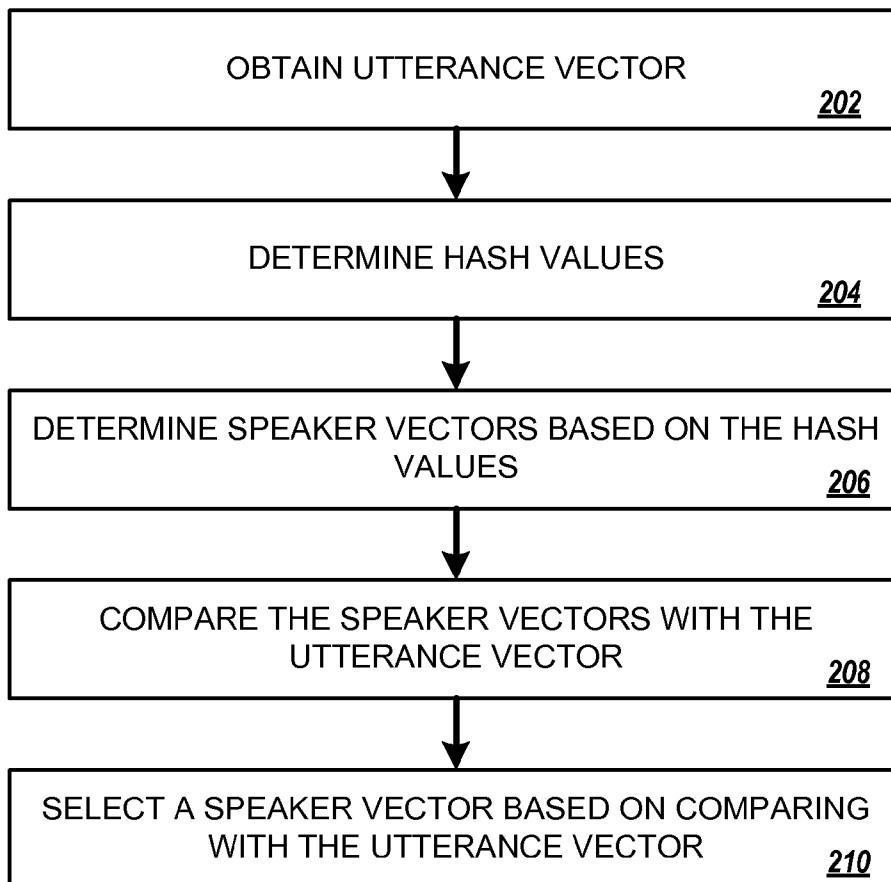 OBTAIN UTTERANCE VECTOR
202
DETERMINE HASH VALUES
204
DETERMINE SPEAKER VECTORS BASED ON THE HASH
VALUES
206
COMPARE THE SPEAKER VECTORS WITH THE
UTTERANCE VECTOR
208
SELECT A SPEAKER VECTOR BASED ON COMPARING
WITH THE UTTERANCE VECTOR
210